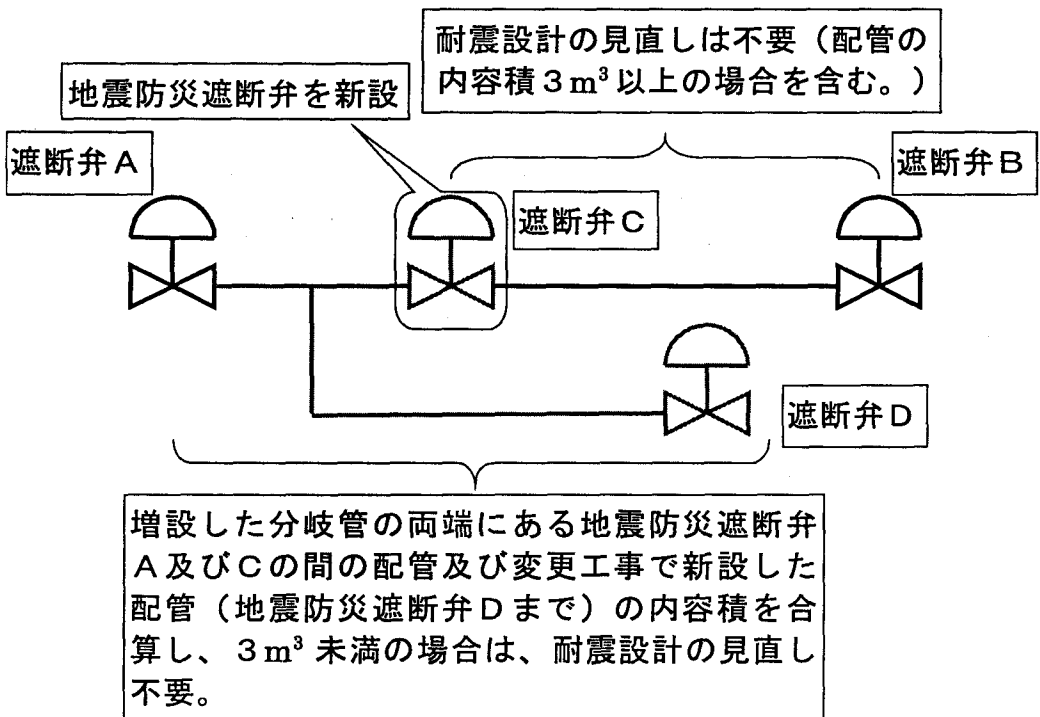 耐震設計の見直しは不要（配管の
内容積３m³以上の場合を含む。）
地震防災遮断弁を新設
遮断弁Ａ
遮断弁Ｂ
遮断弁Ｃ
遮断弁Ｄ
増設した分岐管の両端にある地震防災遮断弁
Ａ及びＣの間の配管及び変更工事で新設した
配管（地震防災遮断弁Ｄまで）の内容積を合
算し、３m³ 未満の場合は、耐震設計の見直し
不要。